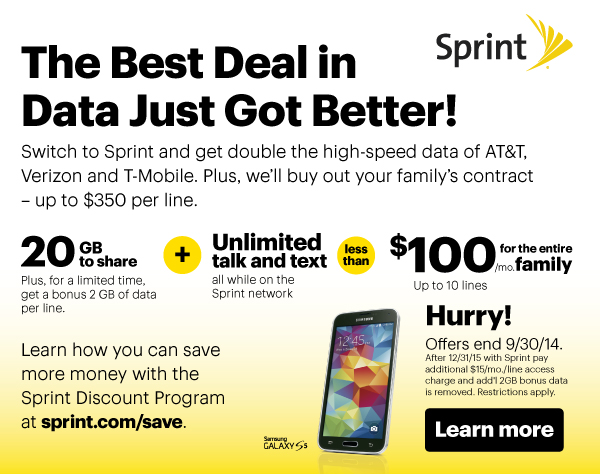 Sprint
The Best Deal in
Data Just Got Better!
Switch to Sprint and get double the high-speed data of AT&T,
Verizon and T-Mobile. Plus, we'll buy out your family's contract
– up to $350 per line.
20 GB to share
Plus, for a limited time,
get a bonus 2 GB of data
per line.
+
Unlimited
talk and text
all while on the
Sprint network
less
than
$100 /mo. for the entire family
Up to 10 lines
Hurry!
Offers end 9/30/14.
After 12/31/15 with Sprint pay
additional $15/mo./line access
charge and add'l 2GB bonus data
is removed. Restrictions apply.
Learn how you can save
more money with the
Sprint Discount Program
at sprint.com/save.
SAMSUNG
12:45
Samsung
GALAXY S5
Learn more